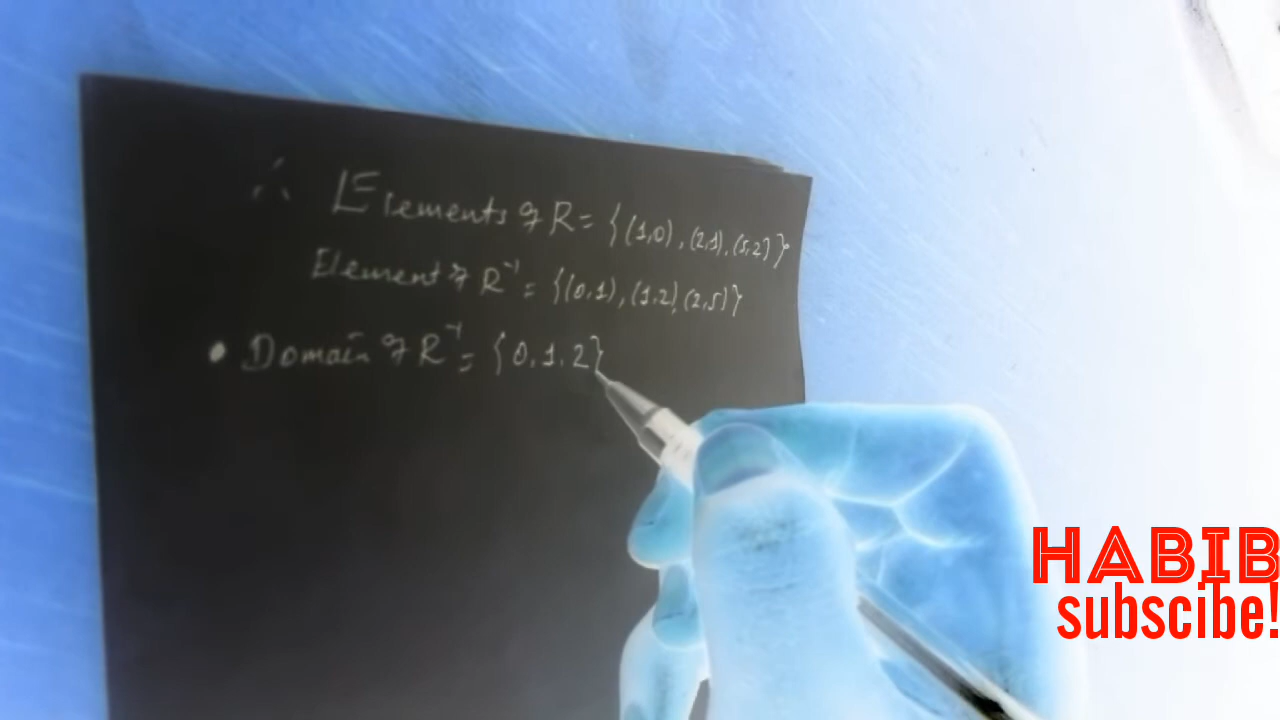 ∴ Elements of R = {(1,0), (2,1), (5,2)}
Element of R⁻¹ = {(0,1), (1,2), (2,5)}
• Domain of R⁻¹ = {0,1,2}
HABIB
subscibe!